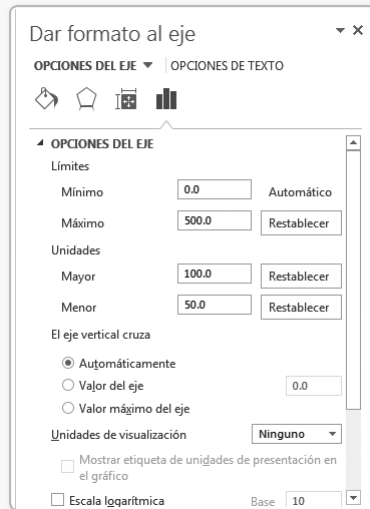 Dar formato al eje
OPCIONES DEL EJE OPCIONES DE TEXTO
OPCIONES DEL EJE
Límites
Mínimo 0.0 Automático
Máximo 500.0 Restablecer
Unidades
Mayor 100.0 Restablecer
Menor 50.0 Restablecer
El eje vertical cruza
Automáticamente
Valor del eje 0.0
Valor máximo del eje
Unidades de visualización Ninguno
Mostrar etiqueta de unidades de presentación en
el gráfico
Escala logarítmica Base 10